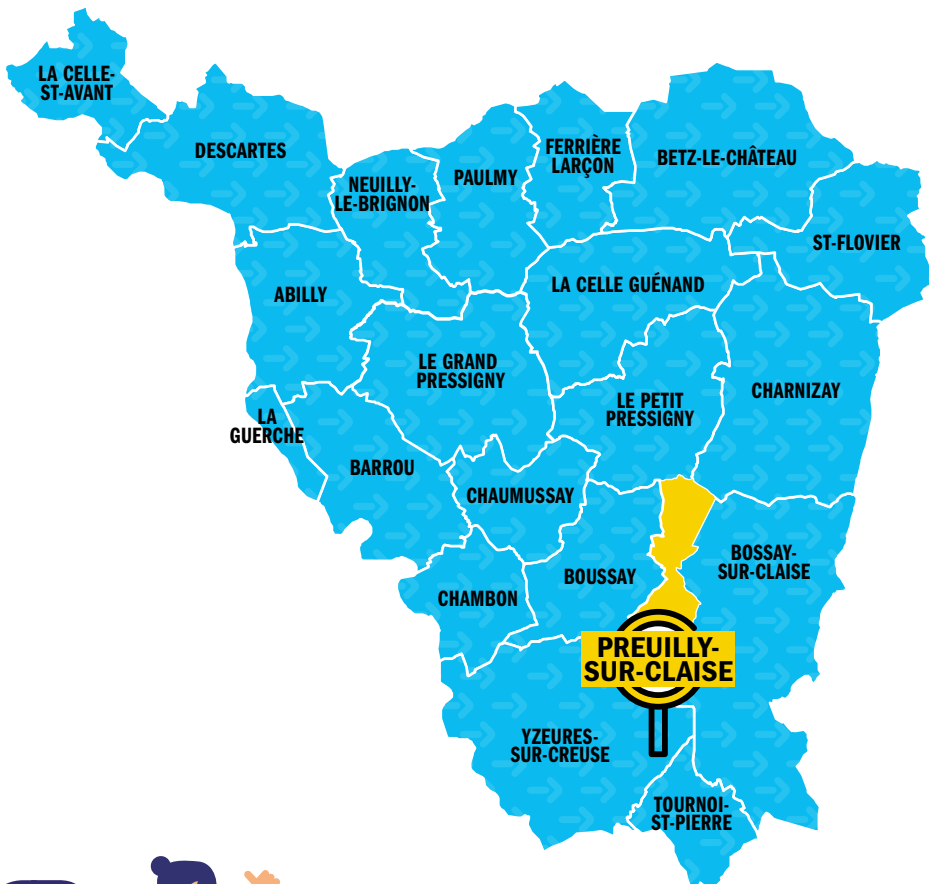 LA CELLE-
ST-AVANT
DESCARTES
NEUILLY-
LE-BRIGNON
PAULMY
FERRIÈRE
LARÇON
BETZ-LE-CHÂTEAU
ST-FLOVIER
ABILLY
LA CELLE GUÉNAND
LE GRAND
PRESSIGNY
LE PETIT
PRESSIGNY
CHARNIZAY
LA
GUERCHE
BARROU
CHAUMUSSAY
BOUSSAY
BOSSAY-
SUR-CLAISE
CHAMBON
PREUILLY-
SUR-CLAISE
YZEURES-
SUR-CREUSE
TOURNOI-
ST-PIERRE